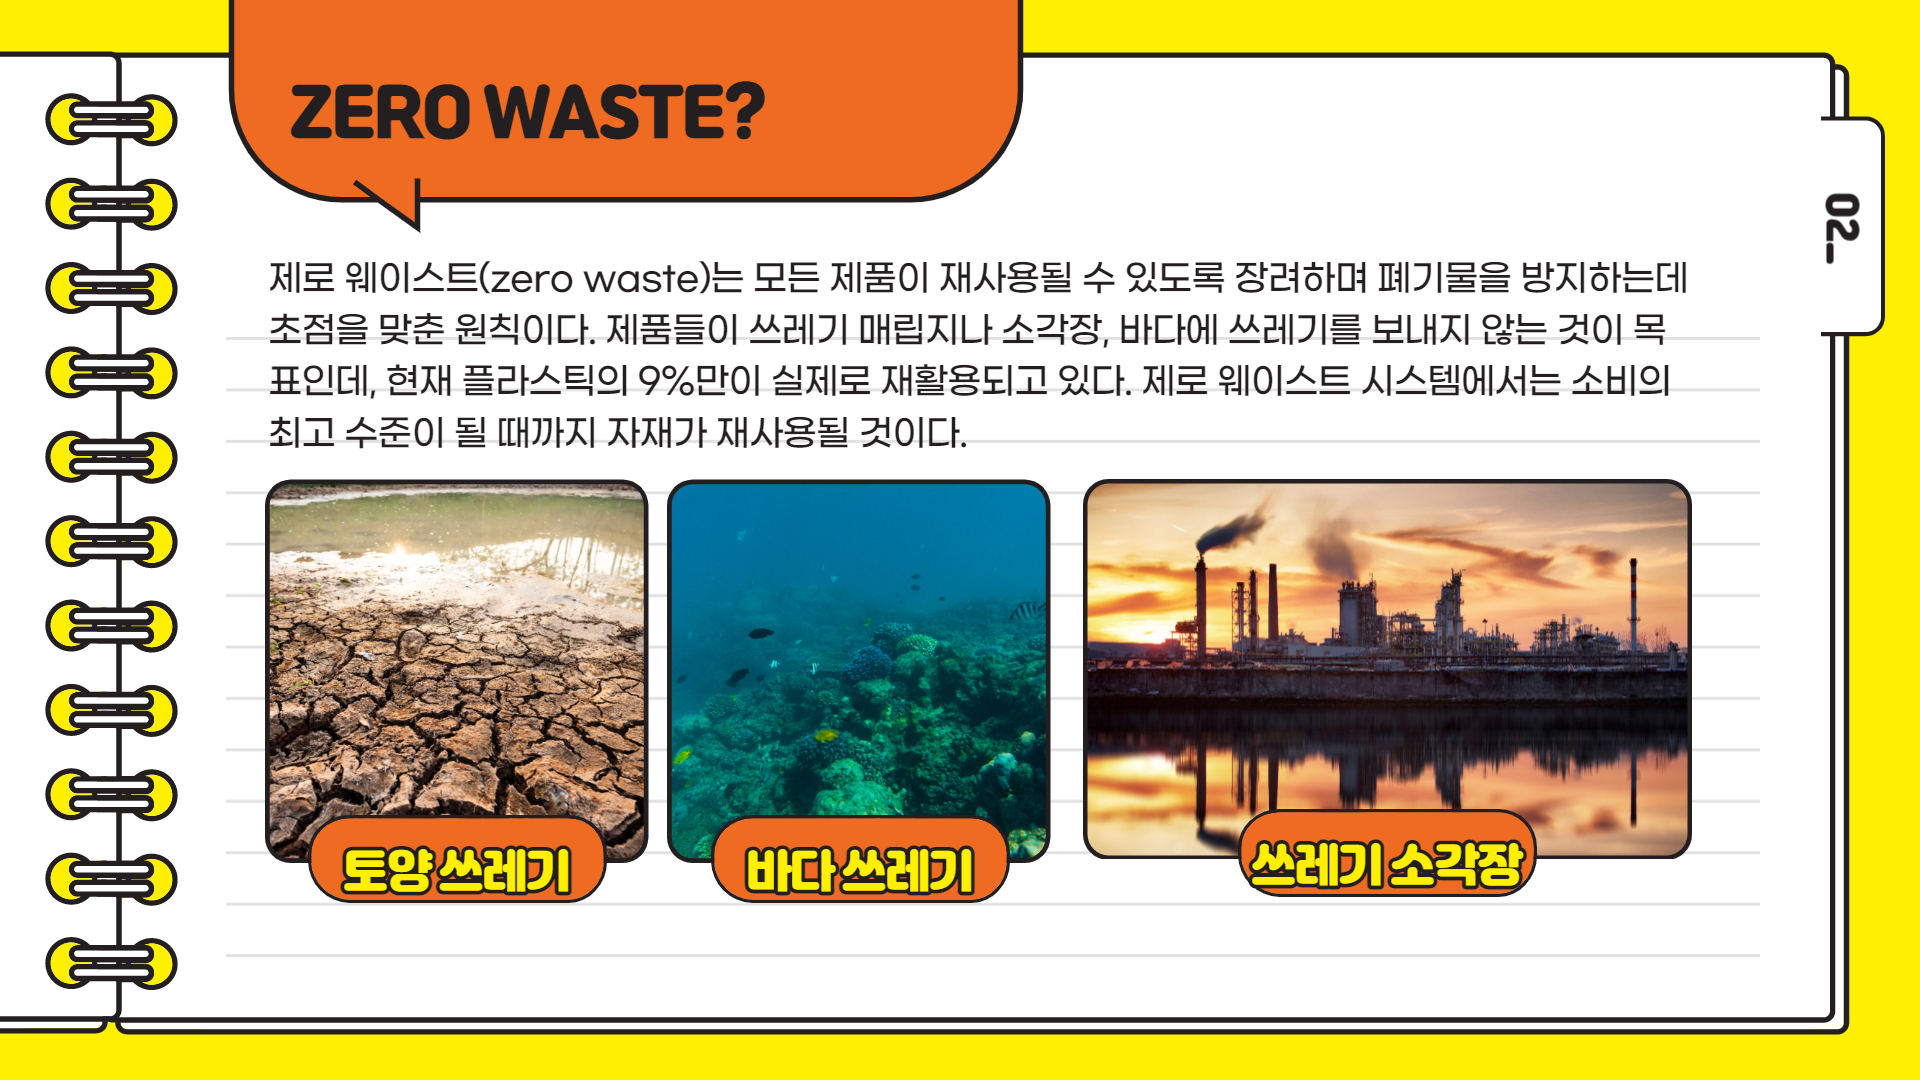 ZERO WASTE?
02_
제로 웨이스트(zero waste)는 모든 제품이 재사용될 수 있도록 장려하며 폐기물을 방지하는데
초점을 맞춘 원칙이다. 제품들이 쓰레기 매립지나 소각장, 바다에 쓰레기를 보내지 않는 것이 목
표인데, 현재 플라스틱의 9%만이 실제로 재활용되고 있다. 제로 웨이스트 시스템에서는 소비의
최고 수준이 될 때까지 자재가 재사용될 것이다.
토양 쓰레기
바다 쓰레기
쓰레기 소각장